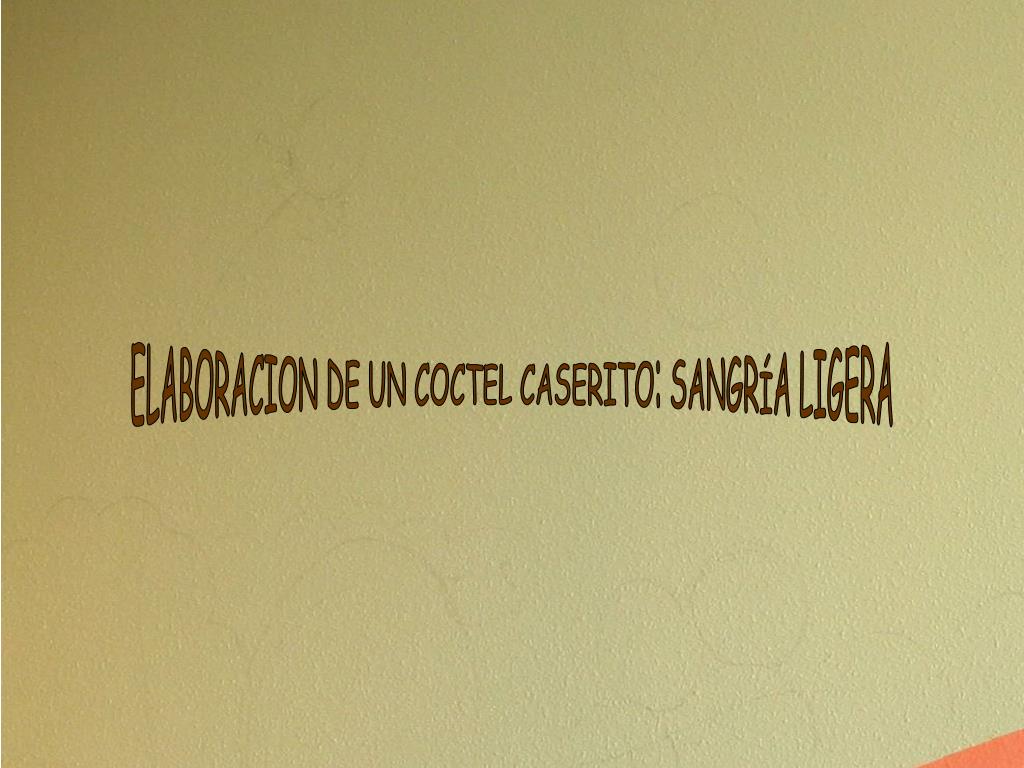 ELABORACION DE UN COCTEL CASERITO: SANGRÍA LIGERA